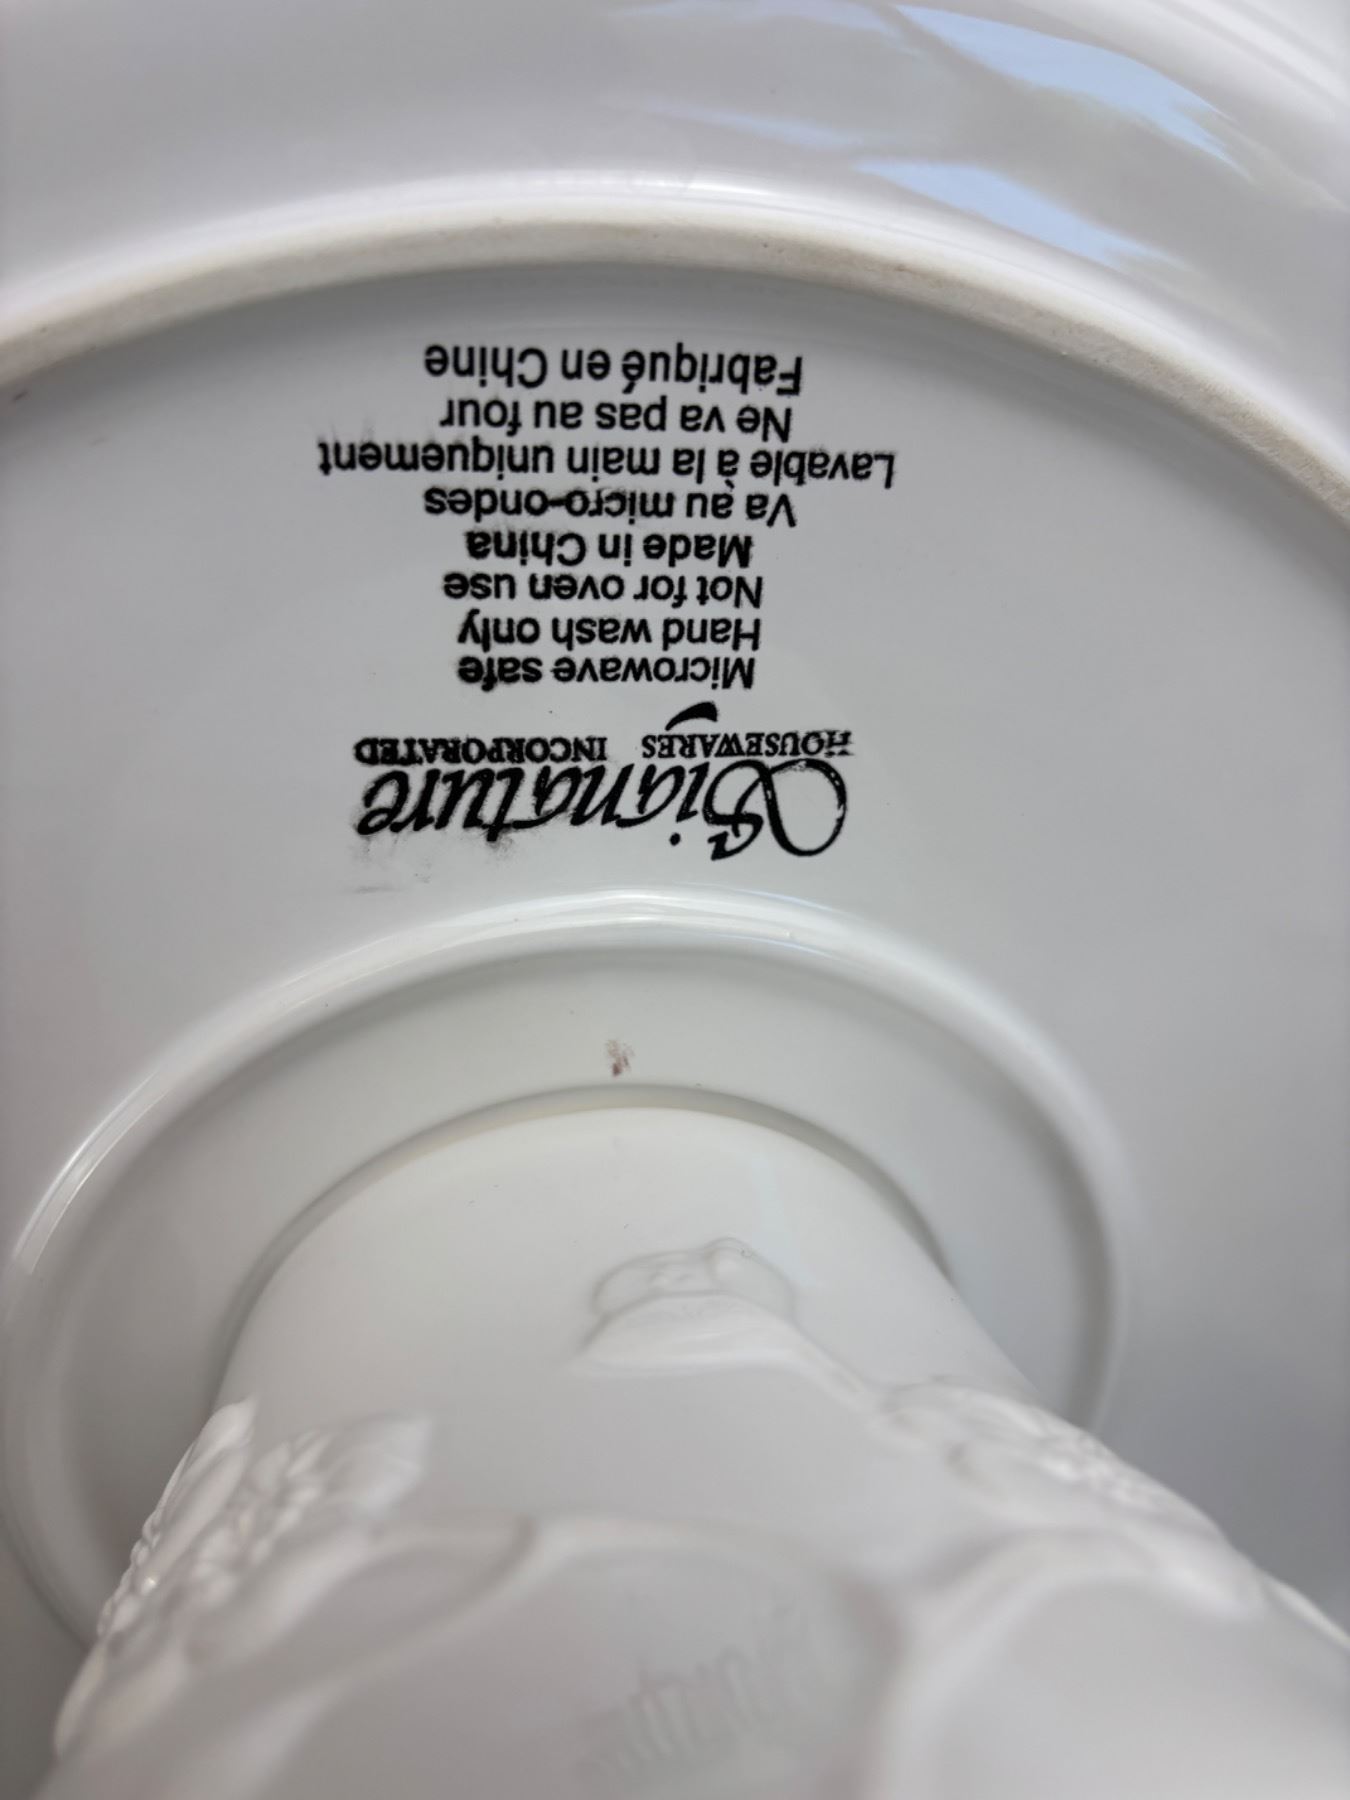 Signature
HOUSEWARES INCORPORATED
Microwave safe
Hand wash only
Not for oven use
Made in China
Va au micro-ondes
Lavable à la main uniquement
Ne va pas au four
Fabriqué en Chine